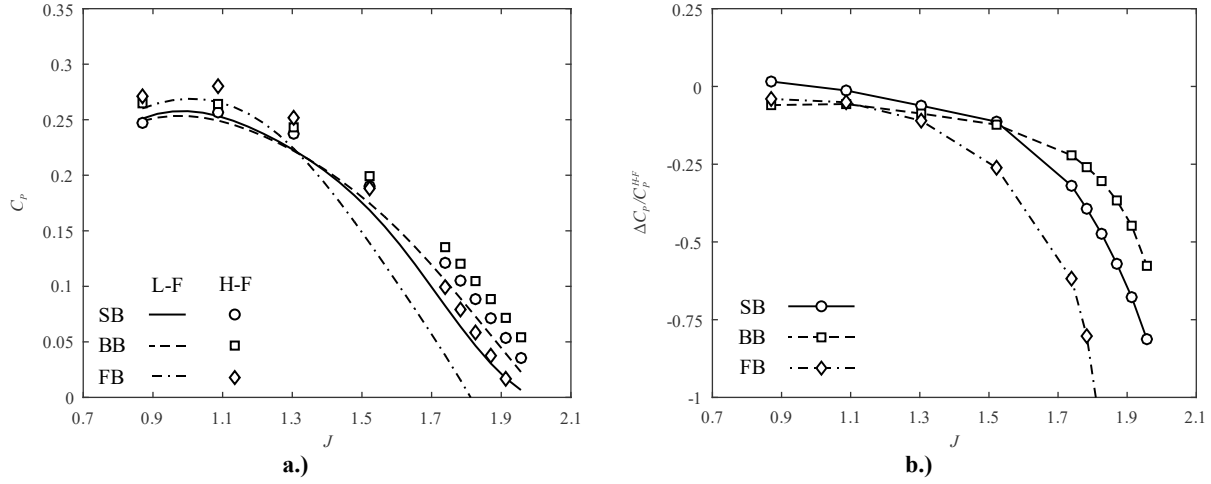 0.35
0.3
0.25
0.2
0.15
0.1
0.05
0
C_P
0.7 0.9 1.1 1.3 1.5 1.7 1.9 2.1
J
L-F H-F
SB
BB
FB
a.)
0.25
0
-0.25
-0.5
-0.75
-1
ΔC_P/C_P^{H-F}
0.7 0.9 1.1 1.3 1.5 1.7 1.9 2.1
J
SB
BB
FB
b.)